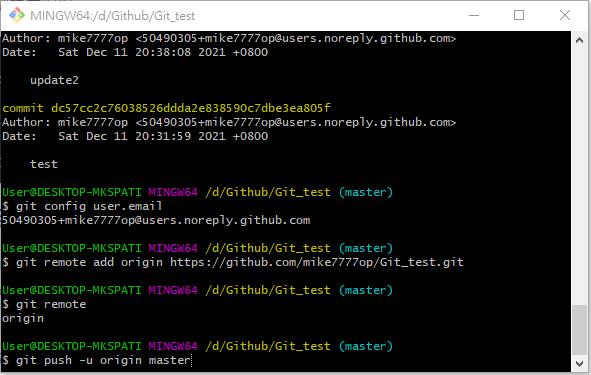 MINGW64:/d/Github/Git_test
Author: mike7777op <50490305+mike7777op@users.noreply.github.com>
Date:   Sat Dec 11 20:38:08 2021 +0800
    update2
commit dc57cc2c76038526ddda2e838590c7dbe3ea805f
Author: mike7777op <50490305+mike7777op@users.noreply.github.com>
Date:   Sat Dec 11 20:31:59 2021 +0800
    test
User@DESKTOP-MKSPATI MINGW64 /d/Github/Git_test (master)
$ git config user.email
50490305+mike7777op@users.noreply.github.com
User@DESKTOP-MKSPATI MINGW64 /d/Github/Git_test (master)
$ git remote add origin https://github.com/mike7777op/Git_test.git
User@DESKTOP-MKSPATI MINGW64 /d/Github/Git_test (master)
$ git remote
origin
User@DESKTOP-MKSPATI MINGW64 /d/Github/Git_test (master)
$ git push -u origin master